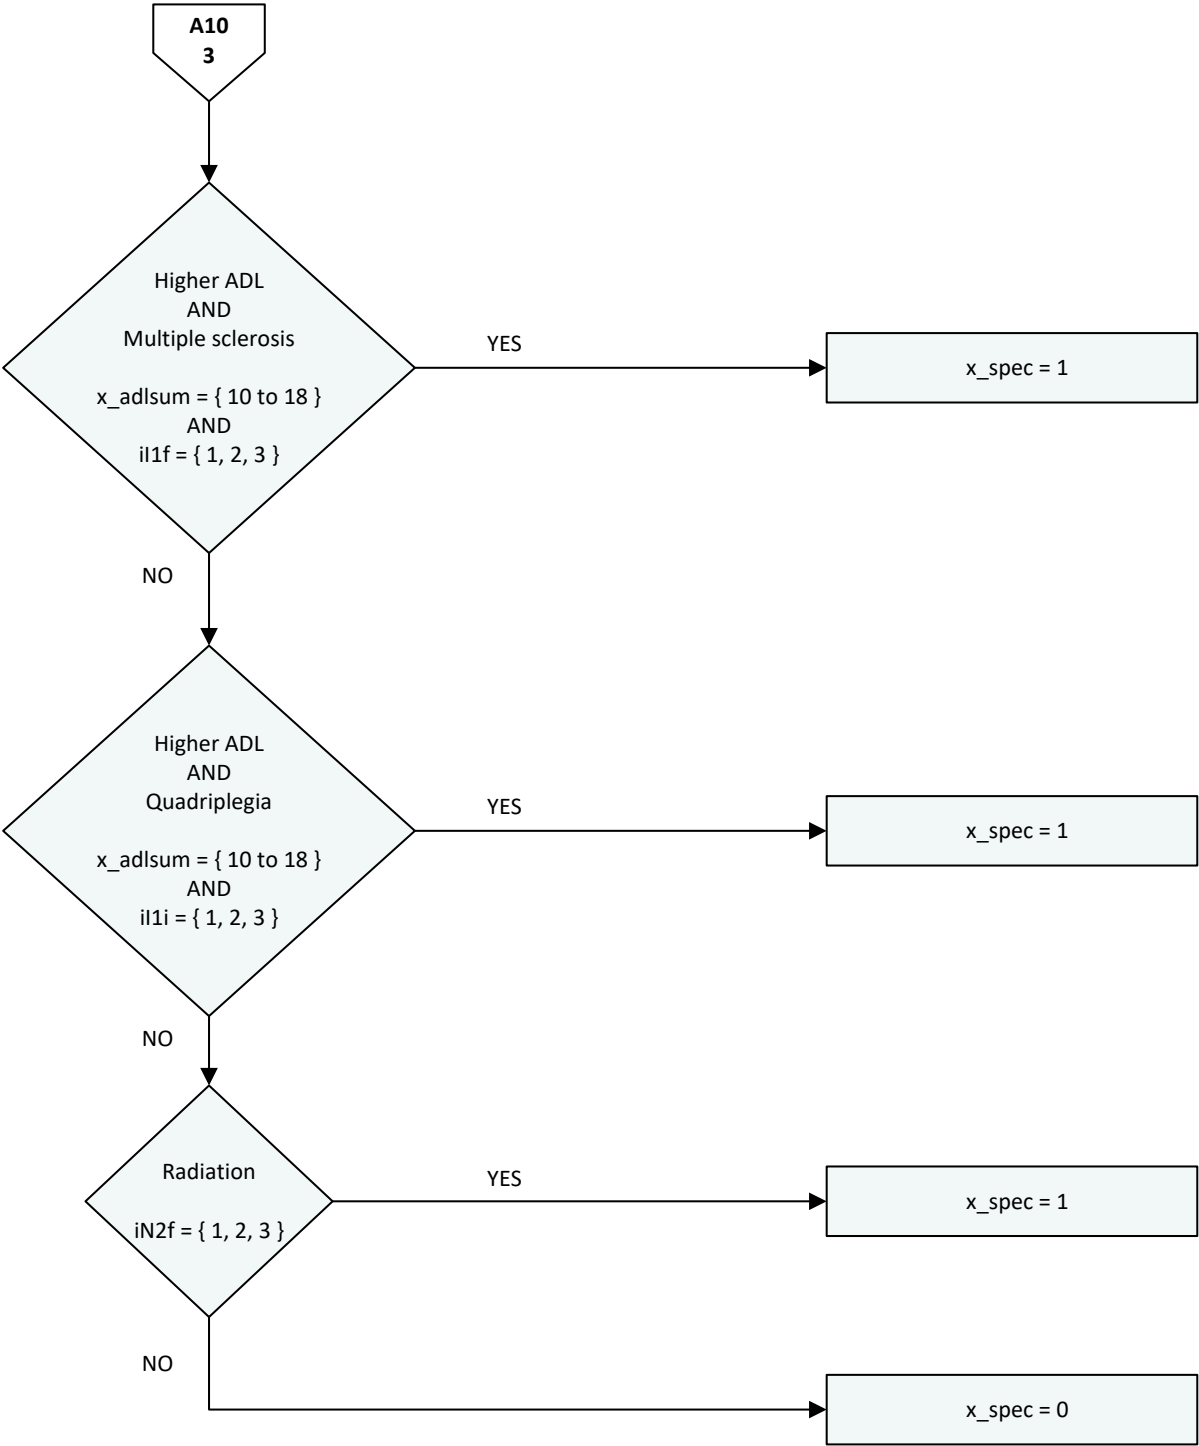 A10
3
Higher ADL
AND
Multiple sclerosis
x_adlsum = { 10 to 18 }
AND
iI1f = { 1, 2, 3 }
YES
x_spec = 1
NO
Higher ADL
AND
Quadriplegia
x_adlsum = { 10 to 18 }
AND
iI1i = { 1, 2, 3 }
YES
x_spec = 1
NO
Radiation
iN2f = { 1, 2, 3 }
YES
x_spec = 1
NO
x_spec = 0